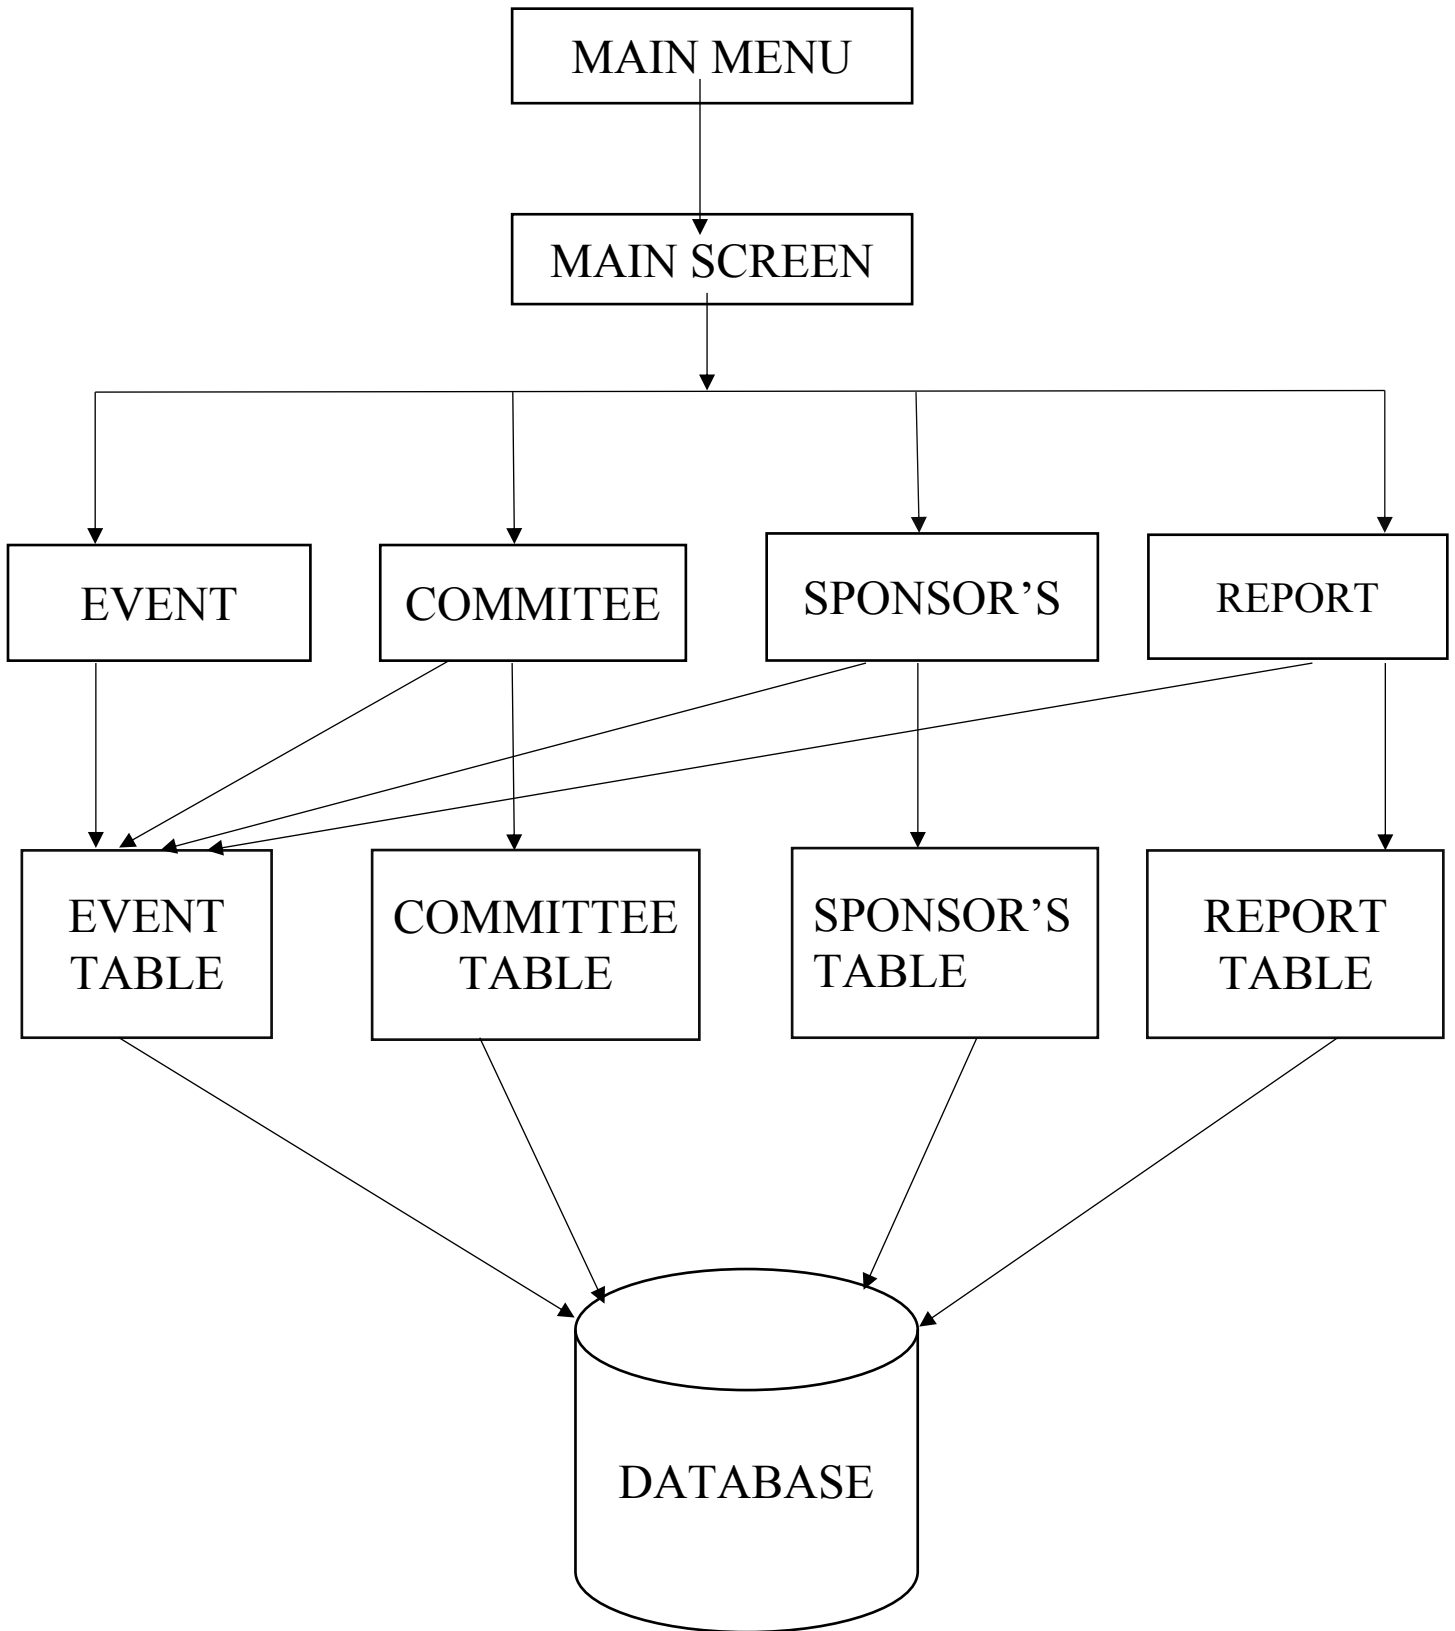 MAIN MENU
MAIN SCREEN
EVENT
COMMITEE
SPONSOR’S
REPORT
EVENT
TABLE
COMMITTEE
TABLE
SPONSOR’S
TABLE
REPORT
TABLE
DATABASE